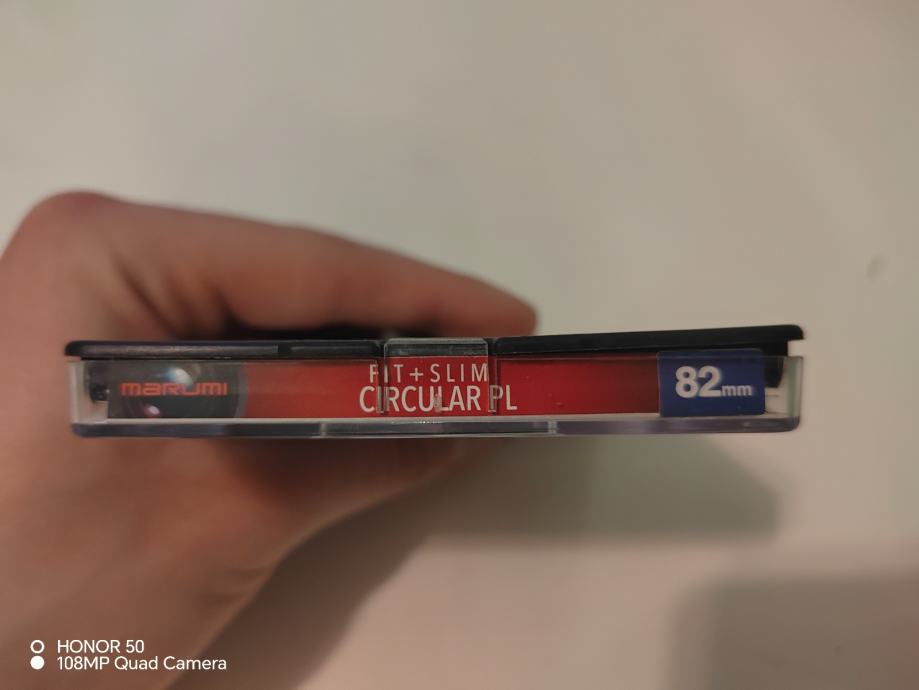 marumi
FIT+SLIM
CIRCULAR PL
82mm
HONOR 50
108MP Quad Camera